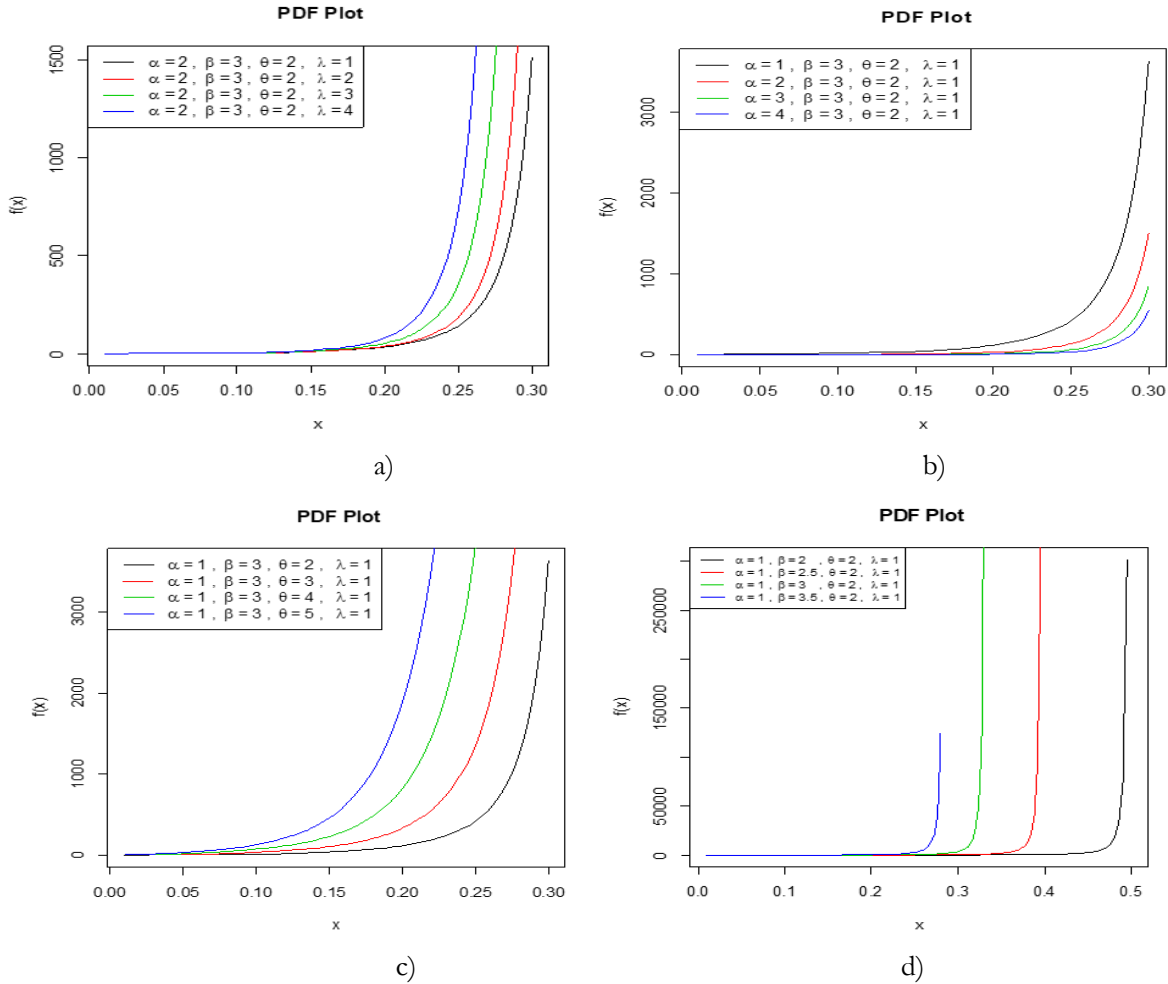 PDF Plot
α = 2 , β = 3 , θ = 2 , λ = 1
α = 2 , β = 3 , θ = 2 , λ = 2
α = 2 , β = 3 , θ = 2 , λ = 3
α = 2 , β = 3 , θ = 2 , λ = 4
f(x)
1500
1000
500
0
0.00 0.05 0.10 0.15 0.20 0.25 0.30
x
a)
PDF Plot
α = 1 , β = 3 , θ = 2 , λ = 1
α = 2 , β = 3 , θ = 2 , λ = 1
α = 3 , β = 3 , θ = 2 , λ = 1
α = 4 , β = 3 , θ = 2 , λ = 1
f(x)
3000
2000
1000
0
0.00 0.05 0.10 0.15 0.20 0.25 0.30
x
b)
PDF Plot
α = 1 , β = 3 , θ = 2 , λ = 1
α = 1 , β = 3 , θ = 3 , λ = 1
α = 1 , β = 3 , θ = 4 , λ = 1
α = 1 , β = 3 , θ = 5 , λ = 1
f(x)
3000
2000
1000
0
0.00 0.05 0.10 0.15 0.20 0.25 0.30
x
c)
PDF Plot
α = 1 , β = 2 , θ = 2 , λ = 1
α = 1 , β = 2.5 , θ = 2 , λ = 1
α = 1 , β = 3 , θ = 2 , λ = 1
α = 1 , β = 3.5 , θ = 2 , λ = 1
f(x)
250000
150000
50000
0
0.0 0.1 0.2 0.3 0.4 0.5
x
d)